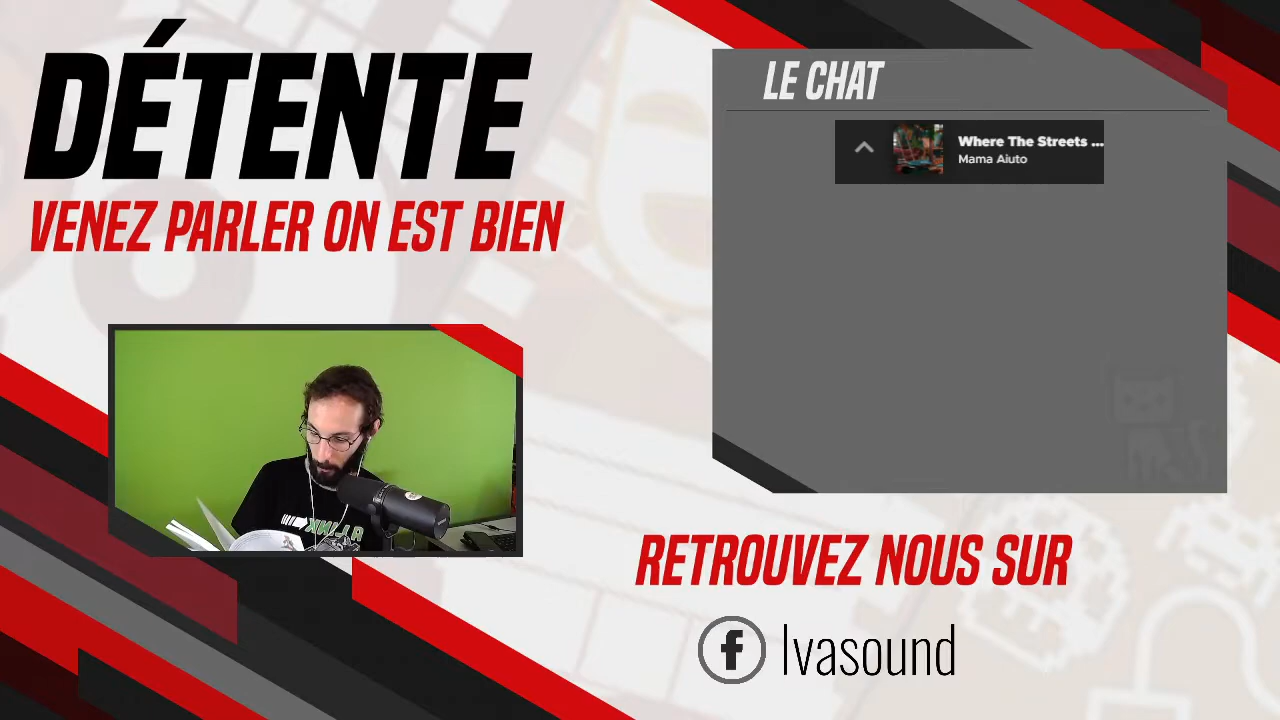 DÉTENTE
VENEZ PARLER ON EST BIEN
LE CHAT
Where The Streets ...
Mama Aiuto
RETROUVEZ NOUS SUR
lvasound